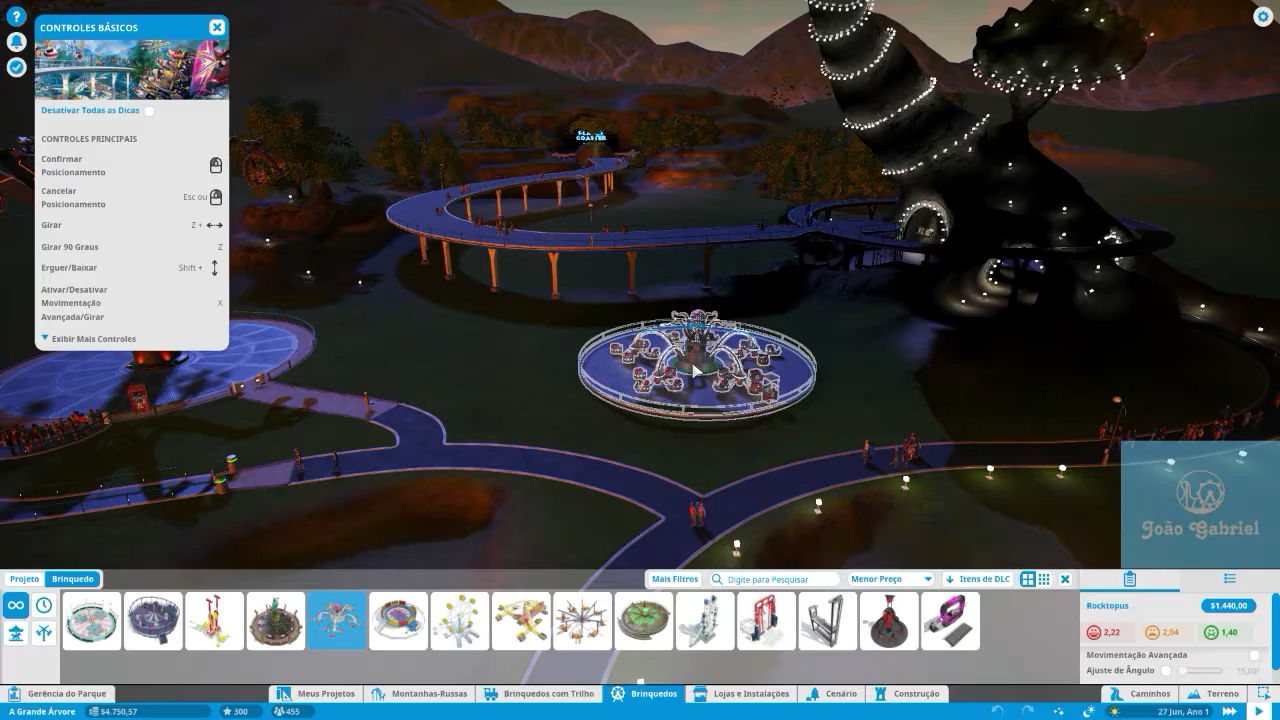 CONTROLES BÁSICOS
Desativar Todas as Dicas
CONTROLES PRINCIPAIS
Confirmar
Posicionamento
Cancelar
Posicionamento
Esc ou
Girar
Z +
Girar 90 Graus
Z
Erguer/Baixar
Shift +
Ativar/Desativar
Movimentação
Avançada/Girar
X
Exibir Mais Controles
João Gabriel
Projeto
Brinquedo
Mais Filtros
Digite para Pesquisar
Menor Preço
Itens de DLC
Rocktopus
$1.440,00
2,22
2,04
1,40
Movimentação Avançada
Ajuste de Ângulo
15,00°
Gerência do Parque
Meus Projetos
Montanhas-Russas
Brinquedos com Trilho
Brinquedos
Lojas e Instalações
Cenário
Construção
Caminhos
Terreno
A Grande Árvore
$4.750,57
300
455
27 Jun, Ano 1